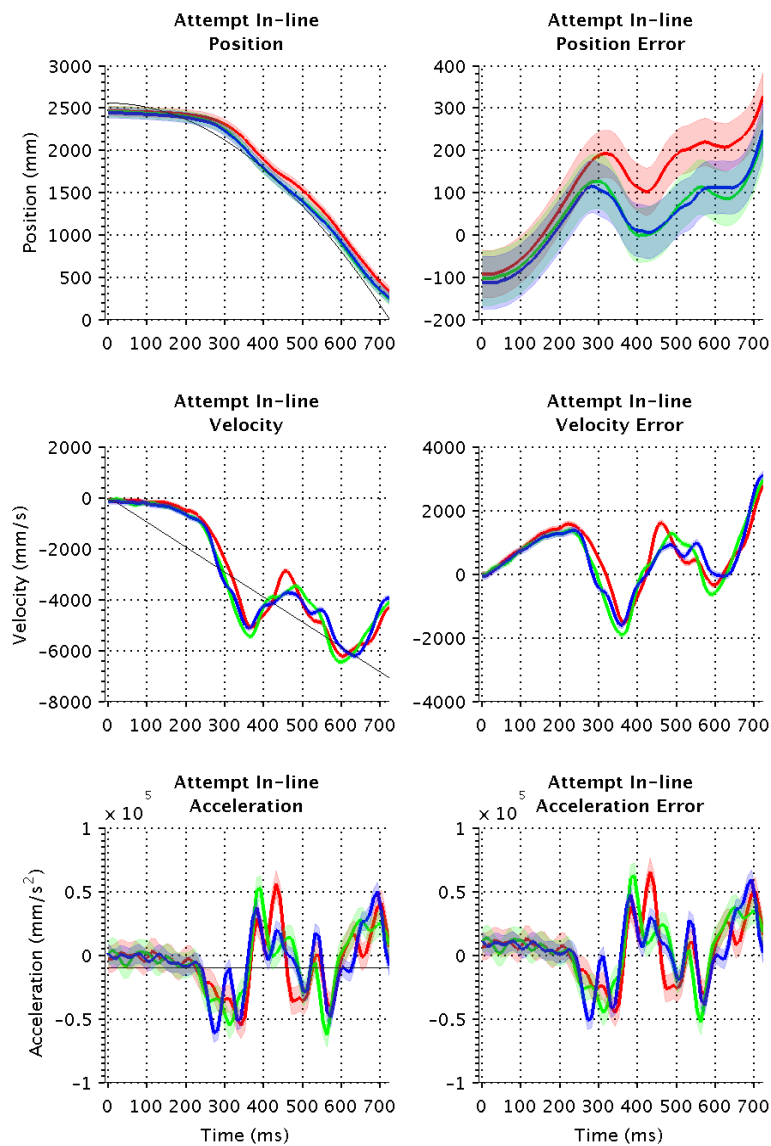 Attempt In-line
Position
Attempt In-line
Position Error
3000
2500
2000
1500
1000
500
0
Position (mm)
0 100 200 300 400 500 600 700
400
300
200
100
0
-100
-200
0 100 200 300 400 500 600 700
Attempt In-line
Velocity
Attempt In-line
Velocity Error
2000
0
-2000
-4000
-6000
-8000
Velocity (mm/s)
0 100 200 300 400 500 600 700
4000
2000
0
-2000
-4000
0 100 200 300 400 500 600 700
Attempt In-line
Acceleration
Attempt In-line
Acceleration Error
× 10^5
1
0.5
0
-0.5
-1
Acceleration (mm/s²)
0 100 200 300 400 500 600 700
Time (ms)
× 10^5
1
0.5
0
-0.5
-1
0 100 200 300 400 500 600 700
Time (ms)